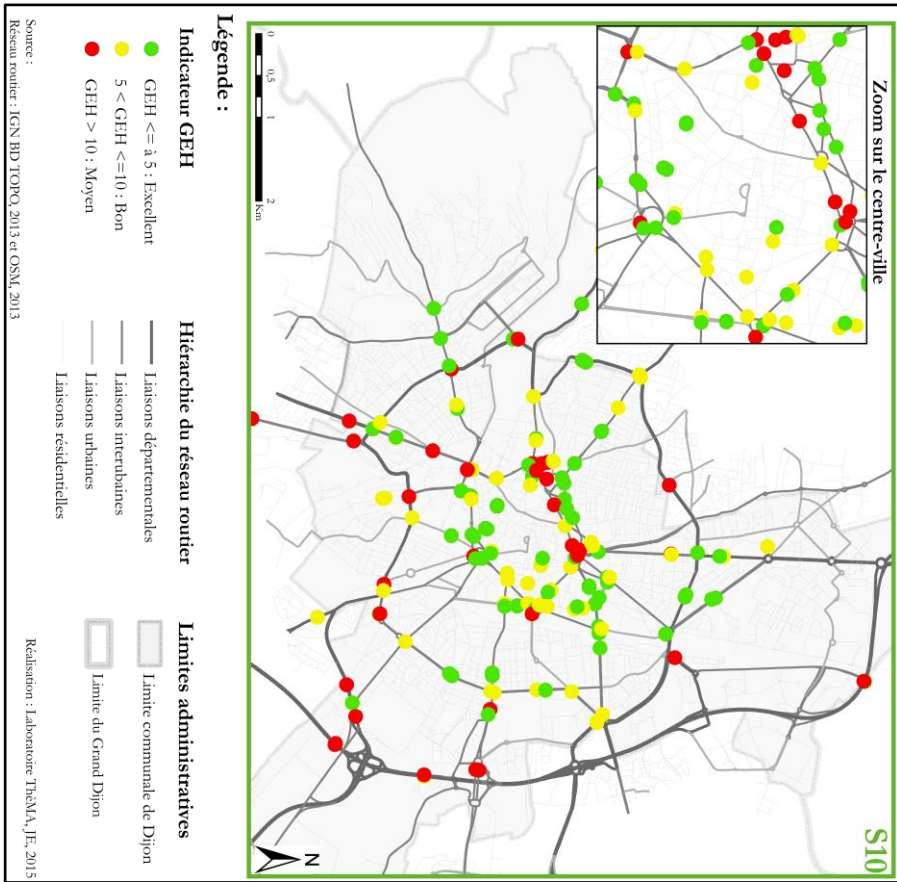 S10
Zoom sur le centre-ville
N
0 0,5 1 2
Km
Légende :
Indicateur GEH
GEH <= à 5 : Excellent
5 < GEH <=10 : Bon
GEH > 10 : Moyen
Hiérarchie du réseau routier
Liaisons départementales
Liaisons interubaines
Liaisons urbaines
Liaisons résidentielles
Limites administratives
Limite communale de Dijon
Limite du Grand Dijon
Source :
Réseau routier : IGN BD TOPO, 2013 et OSM, 2013
Réalisation : Laboratoire ThéMA, JE, 2015